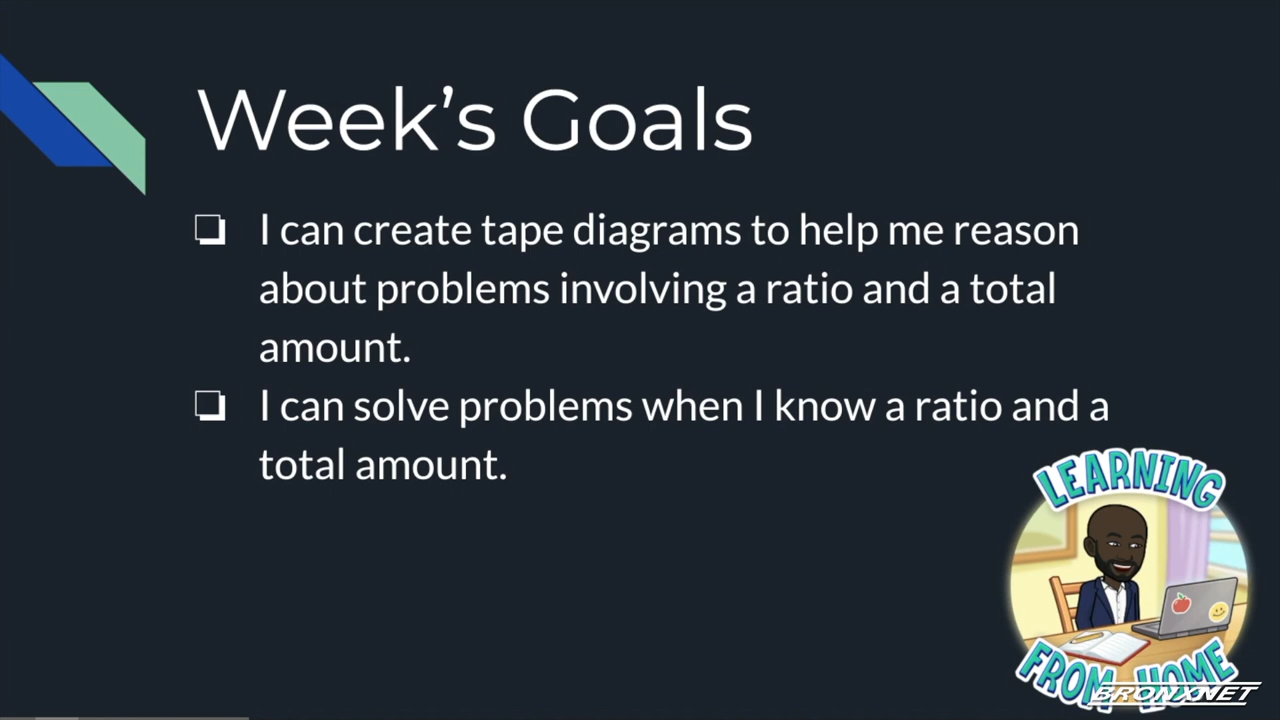 Week's Goals
❏ I can create tape diagrams to help me reason
about problems involving a ratio and a total
amount.
❏ I can solve problems when I know a ratio and a
total amount.
LEARNING
FROM HOME
BRONXNET